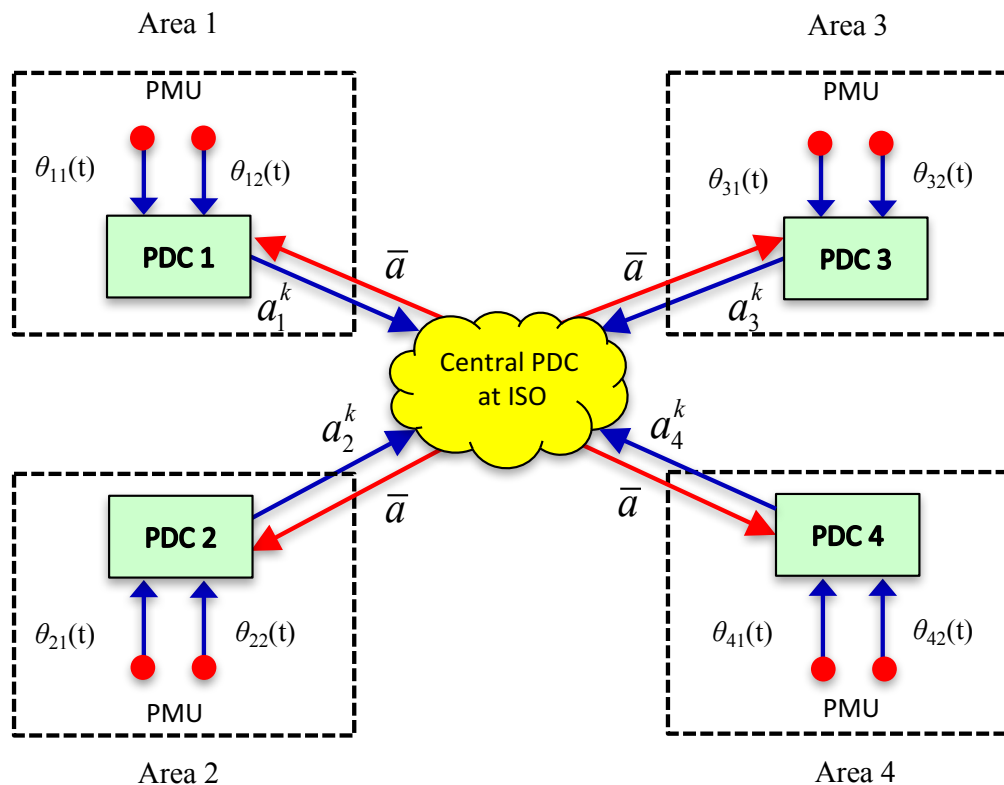 Area 1
Area 3
PMU
PMU
θ₁₁(t)
θ₁₂(t)
θ₃₁(t)
θ₃₂(t)
PDC 1
PDC 3
a̅
a̅
a₁ᵏ
a₃ᵏ
Central PDC
at ISO
a₂ᵏ
a₄ᵏ
a̅
a̅
PDC 2
PDC 4
θ₂₁(t)
θ₂₂(t)
θ₄₁(t)
θ₄₂(t)
PMU
PMU
Area 2
Area 4